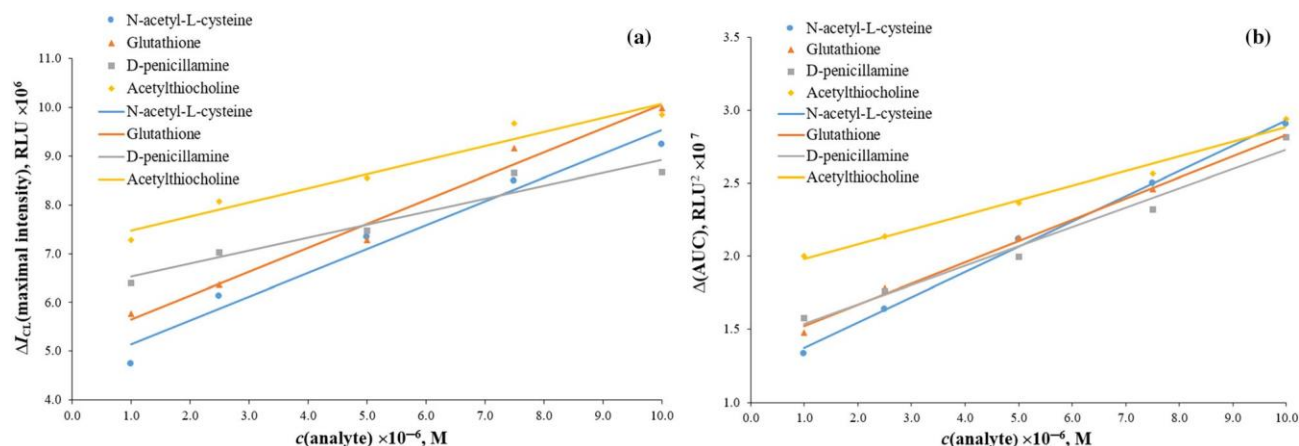 N-acetyl-L-cysteine
Glutathione
D-penicillamine
Acetylthiocholine
N-acetyl-L-cysteine
Glutathione
D-penicillamine
Acetylthiocholine
(a)
ΔI_CL(maximal intensity), RLU ×10⁶
11.0
10.0
9.0
8.0
7.0
6.0
5.0
4.0
0.0 1.0 2.0 3.0 4.0 5.0 6.0 7.0 8.0 9.0 10.0
c(analyte) ×10⁻⁶, M
N-acetyl-L-cysteine
Glutathione
D-penicillamine
Acetylthiocholine
N-acetyl-L-cysteine
Glutathione
D-penicillamine
Acetylthiocholine
(b)
Δ(AUC), RLU² ×10⁷
3.5
3.0
2.5
2.0
1.5
1.0
0.0 1.0 2.0 3.0 4.0 5.0 6.0 7.0 8.0 9.0 10.0
c(analyte) ×10⁻⁶, M